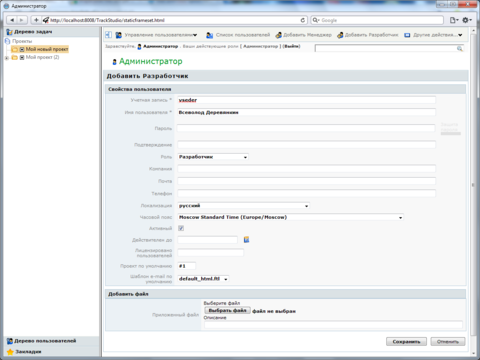 Администратор
http://localhost:8008/TrackStudio/staticframeset.html
Google
Дерево задач
Проекты
Мой новый проект
Мой проект (2)
Управление пользователями
Список пользователей
Добавить Менеджер
Добавить Разработчик
Другие действи...
Здравствуйте, Администратор . Ваши действующие роли [ Администратор ] [Выйти]
Администратор
Добавить Разработчик
Свойства пользователя
Учетная запись * vseder
Имя пользователя * Всеволод Деревянкин
Пароль
Подтверждение
Роль Разработчик
Компания
Почта
Телефон
Локализация русский
Часовой пояс Moscow Standard Time (Europe/Moscow)
Активный
Действителен до
Лицензировано пользователей
Проект по умолчанию #1
Шаблон e-mail по умолчанию default_html.ftl
Добавить файл
Приложенный файл
Выберите файл
Выбрать файл файл не выбран
Описание
Сохранить Отменить
Дерево пользователей
Закладки